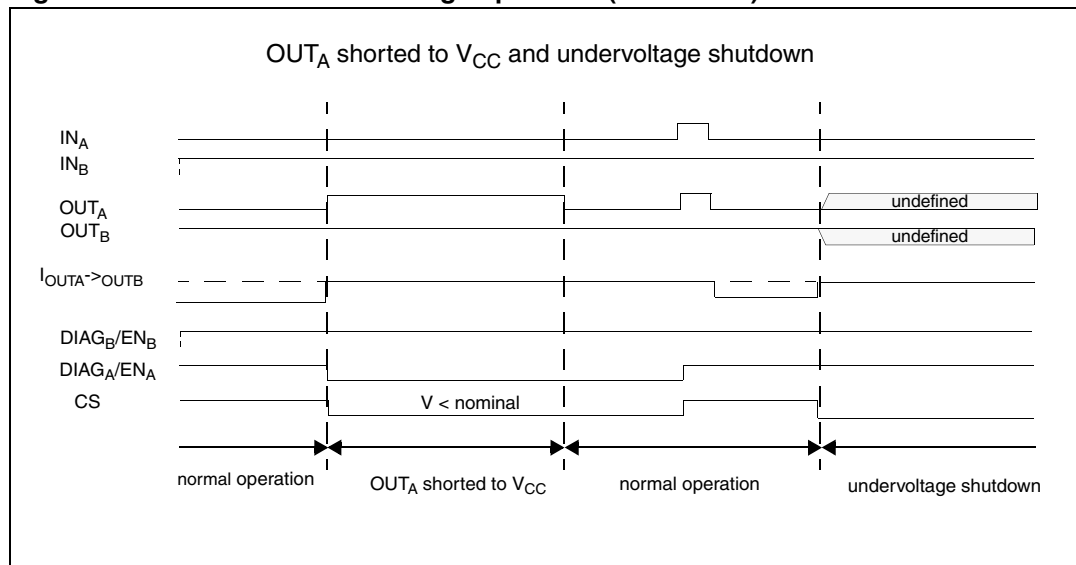 OUTA shorted to VCC and undervoltage shutdown
INA
INB
OUTA
undefined
OUTB
undefined
IOUTA->OUTB
DIAGB/ENB
DIAGA/ENA
CS
V < nominal
normal operation
OUTA shorted to VCC
normal operation
undervoltage shutdown